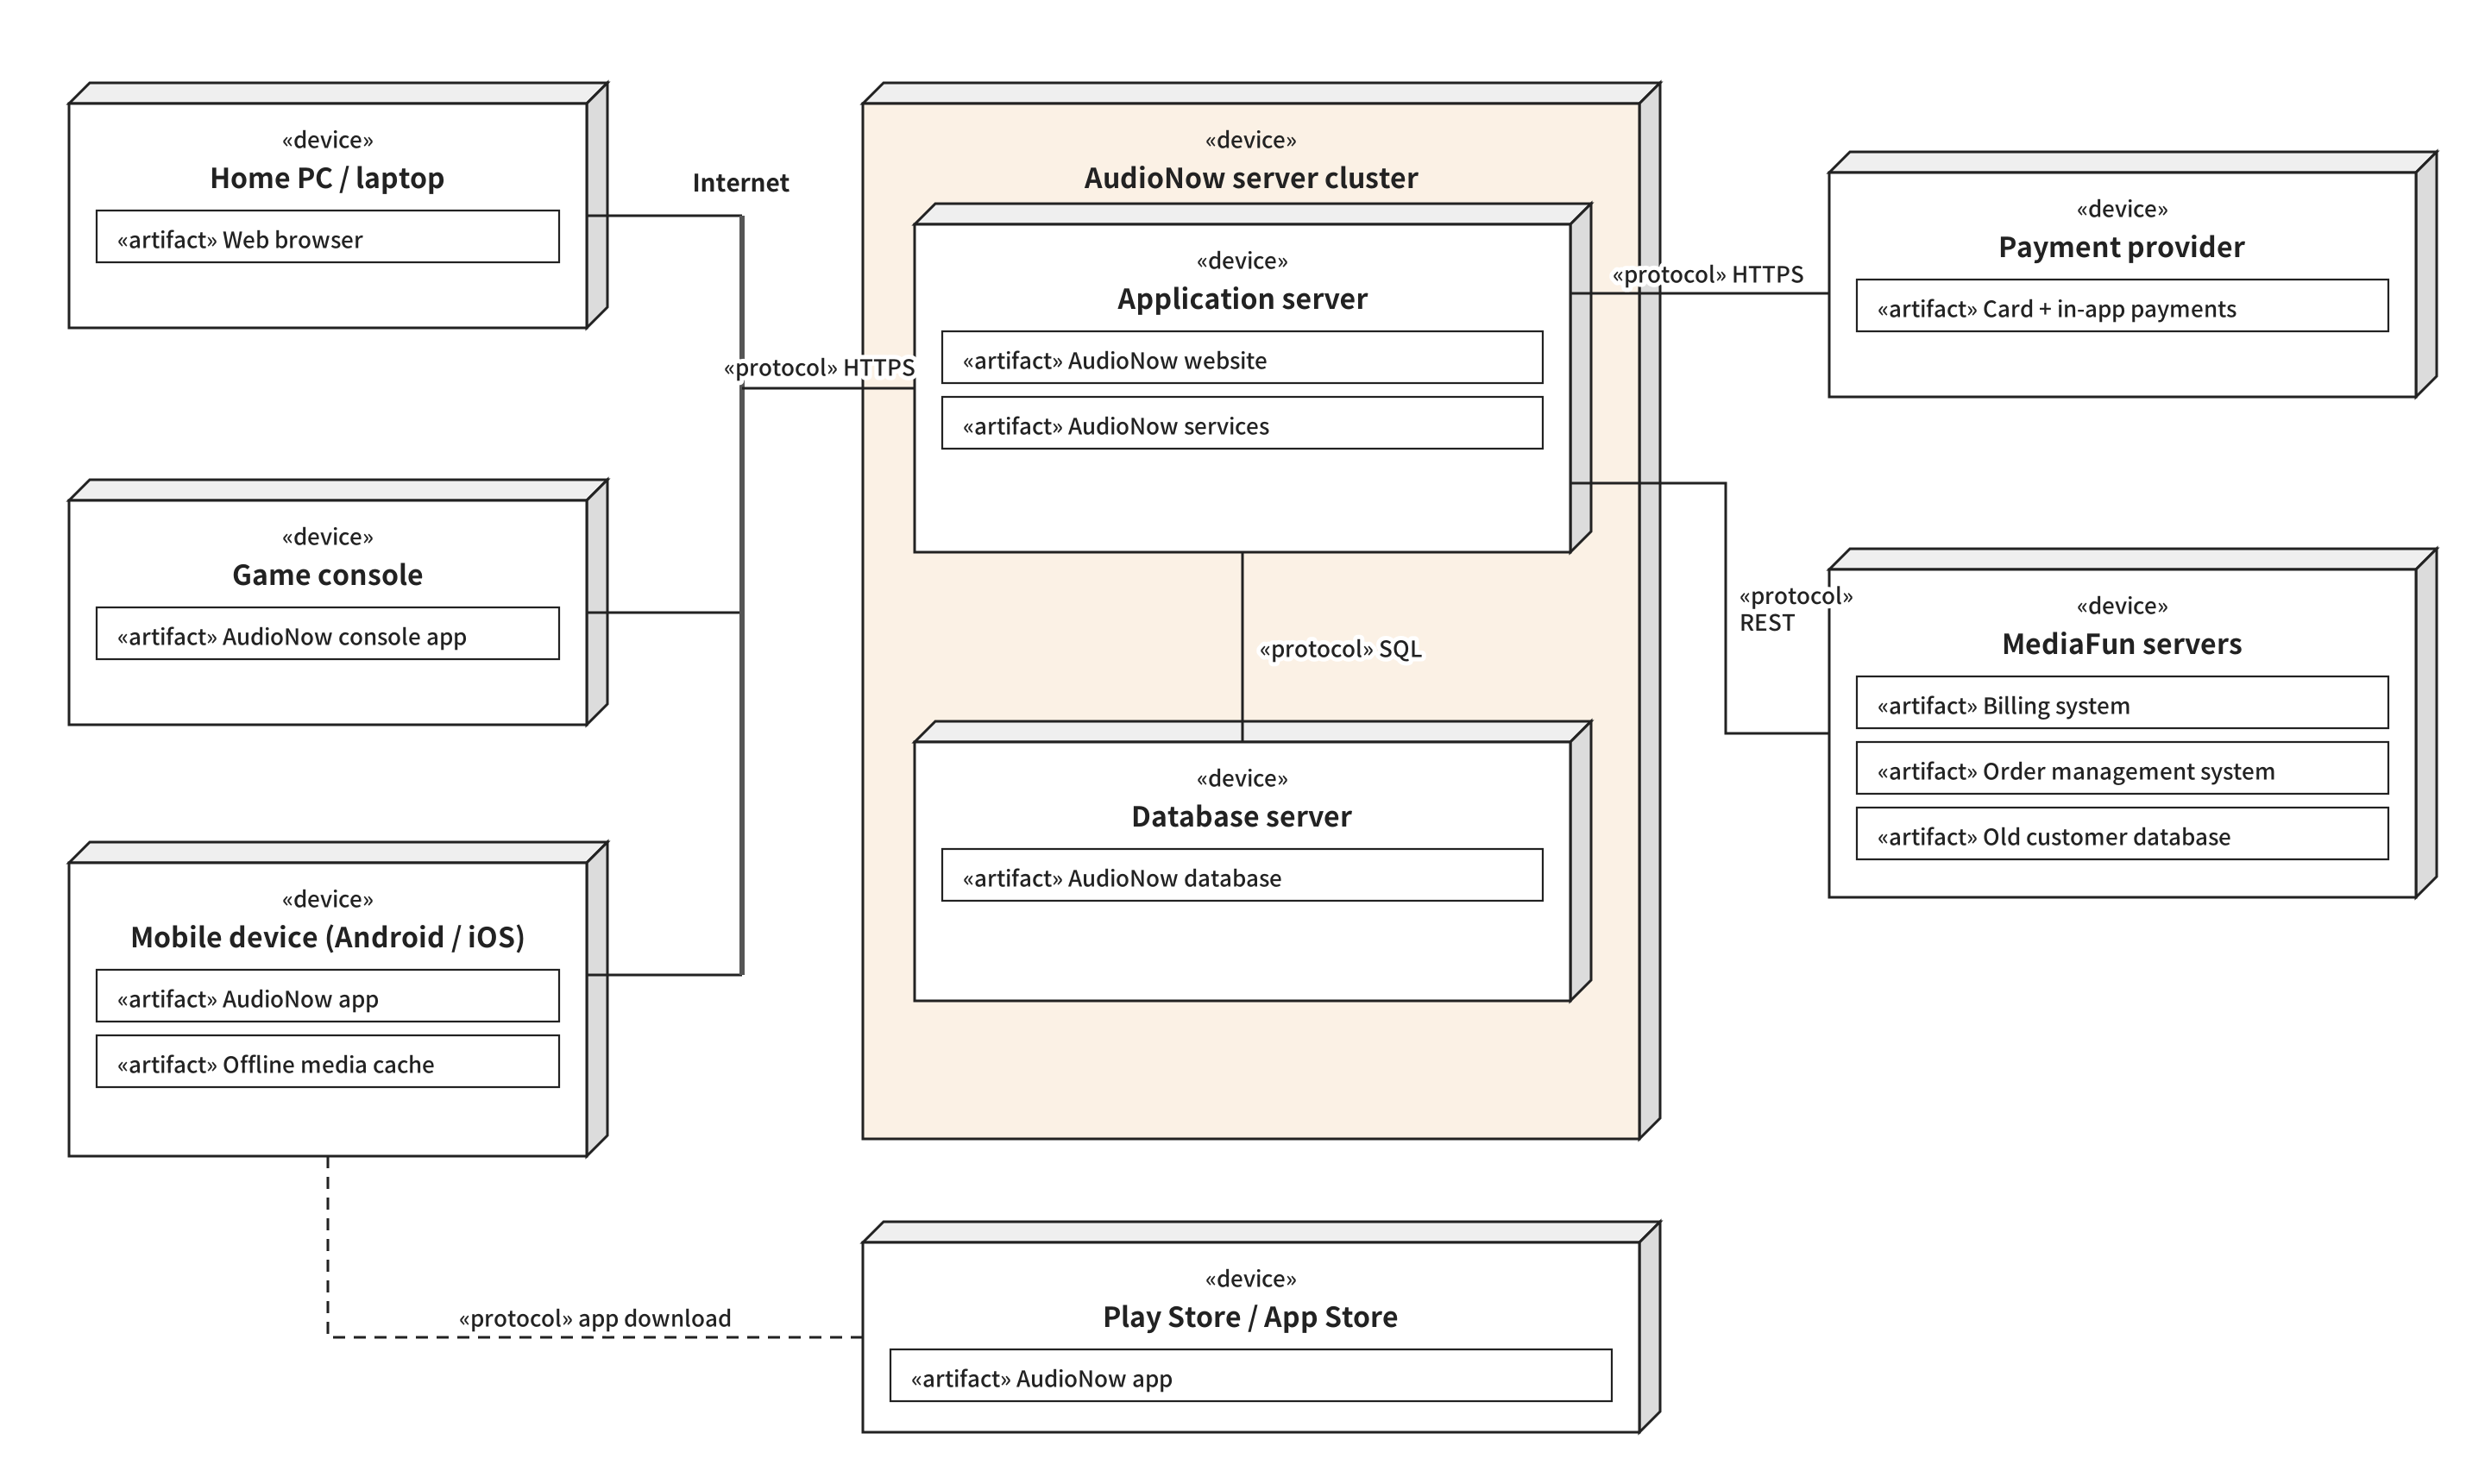 «device»
Home PC / laptop
«artifact» Web browser
Internet
«device»
AudioNow server cluster
«device»
Application server
«artifact» AudioNow website
«artifact» AudioNow services
«protocol» HTTPS
«protocol» HTTPS
«device»
Payment provider
«artifact» Card + in-app payments
«device»
Game console
«artifact» AudioNow console app
«protocol» SQL
«protocol»
REST
«device»
MediaFun servers
«artifact» Billing system
«artifact» Order management system
«artifact» Old customer database
«device»
Database server
«artifact» AudioNow database
«device»
Mobile device (Android / iOS)
«artifact» AudioNow app
«artifact» Offline media cache
«protocol» app download
«device»
Play Store / App Store
«artifact» AudioNow app